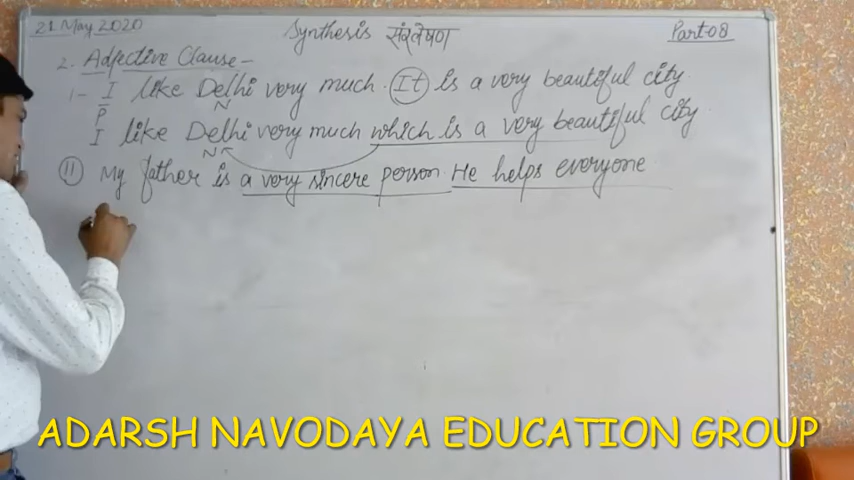 21 May 2020 Synthesis संश्लेषण Part-08
2. Adjective Clause-
1- I like Delhi very much. It is a very beautiful city.
P N
I like Delhi very much which is a very beautiful city.
N
(11) My father is a very sincere person. He helps everyone.
ADARSH NAVODAYA EDUCATION GROUP